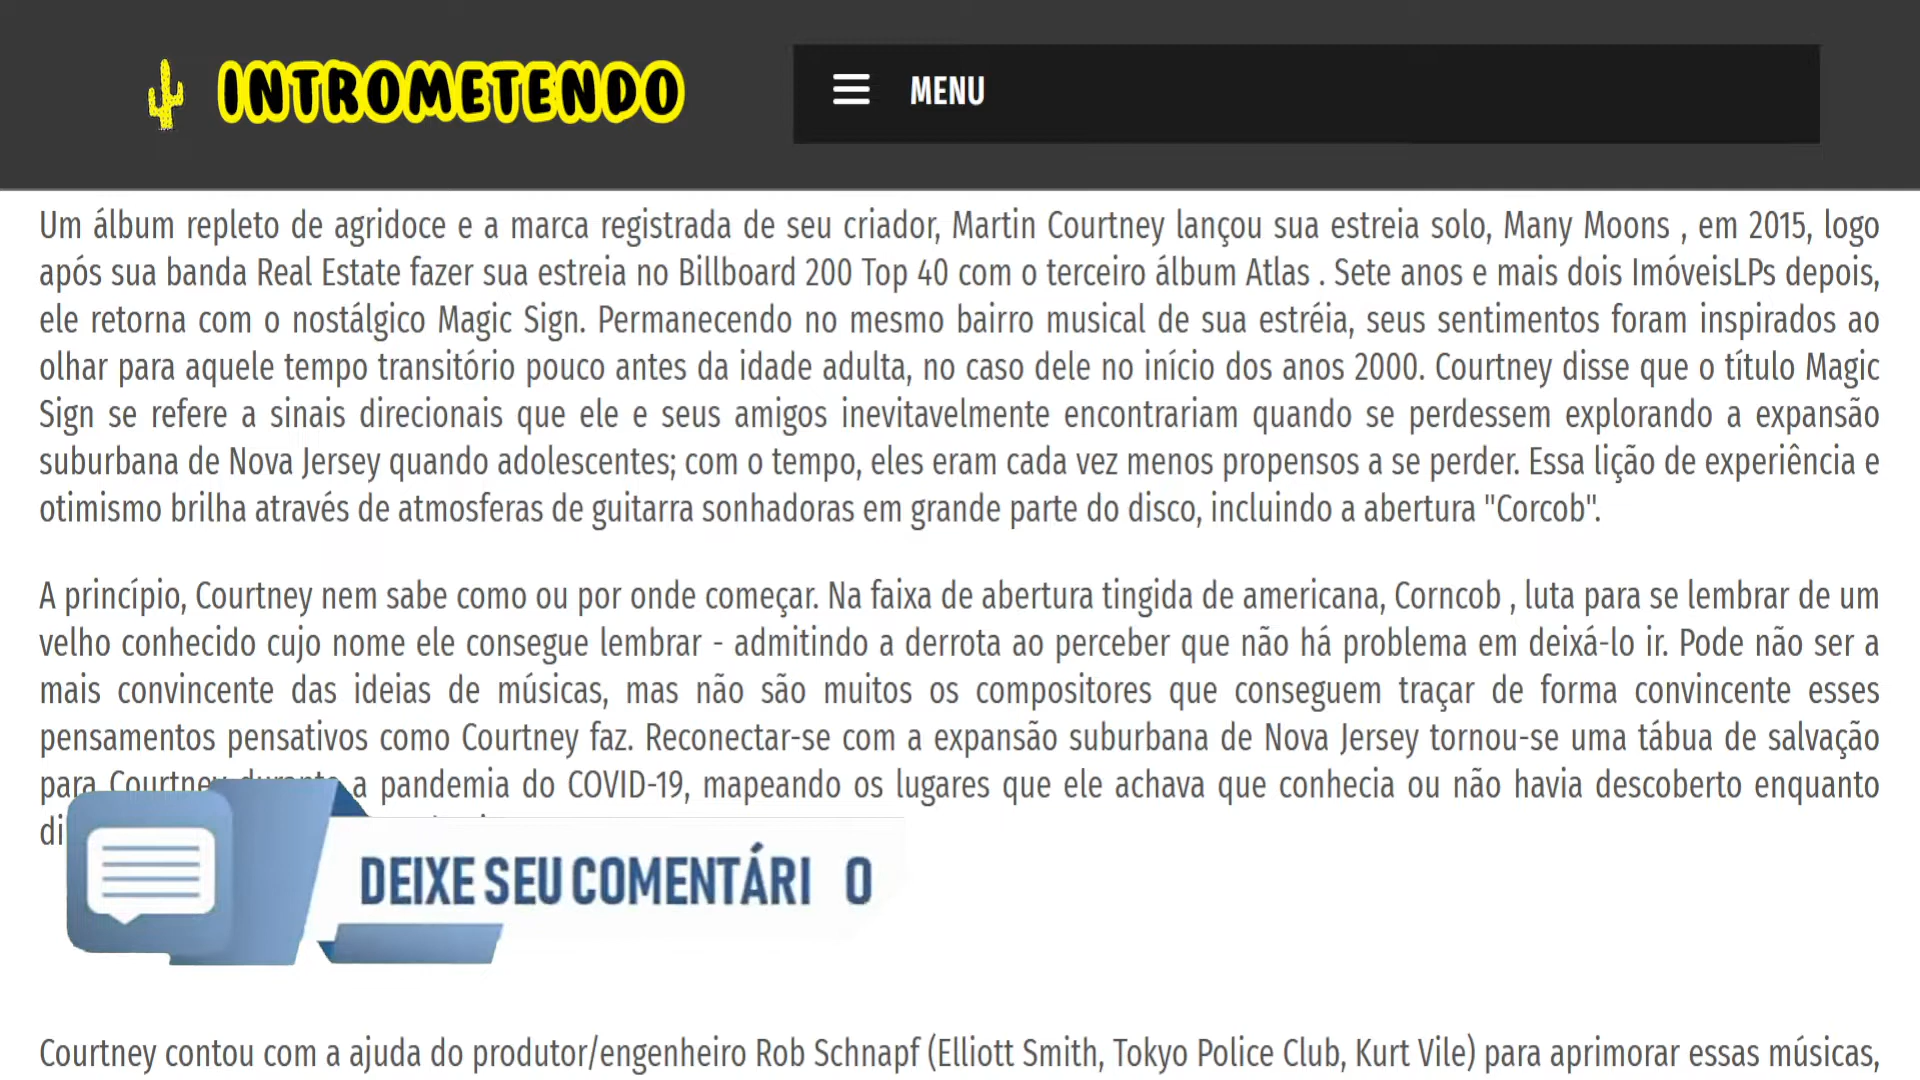 INTROMETENDO
MENU
Um álbum repleto de agridoce e a marca registrada de seu criador, Martin Courtney lançou sua estreia solo, Many Moons , em 2015, logo
após sua banda Real Estate fazer sua estreia no Billboard 200 Top 40 com o terceiro álbum Atlas . Sete anos e mais dois ImóveisLPs depois,
ele retorna com o nostálgico Magic Sign. Permanecendo no mesmo bairro musical de sua estréia, seus sentimentos foram inspirados ao
olhar para aquele tempo transitório pouco antes da idade adulta, no caso dele no início dos anos 2000. Courtney disse que o título Magic
Sign se refere a sinais direcionais que ele e seus amigos inevitavelmente encontrariam quando se perdessem explorando a expansão
suburbana de Nova Jersey quando adolescentes; com o tempo, eles eram cada vez menos propensos a se perder. Essa lição de experiência e
otimismo brilha através de atmosferas de guitarra sonhadoras em grande parte do disco, incluindo a abertura "Corcob".
A princípio, Courtney nem sabe como ou por onde começar. Na faixa de abertura tingida de americana, Corncob , luta para se lembrar de um
velho conhecido cujo nome ele consegue lembrar - admitindo a derrota ao perceber que não há problema em deixá-lo ir. Pode não ser a
mais convincente das ideias de músicas, mas não são muitos os compositores que conseguem traçar de forma convincente esses
pensamentos pensativos como Courtney faz. Reconectar-se com a expansão suburbana de Nova Jersey tornou-se uma tábua de salvação
para Courtney durante a pandemia do COVID-19, mapeando os lugares que ele achava que conhecia ou não havia descoberto enquanto
DEIXE SEU COMENTÁRI O
Courtney contou com a ajuda do produtor/engenheiro Rob Schnapf (Elliott Smith, Tokyo Police Club, Kurt Vile) para aprimorar essas músicas,